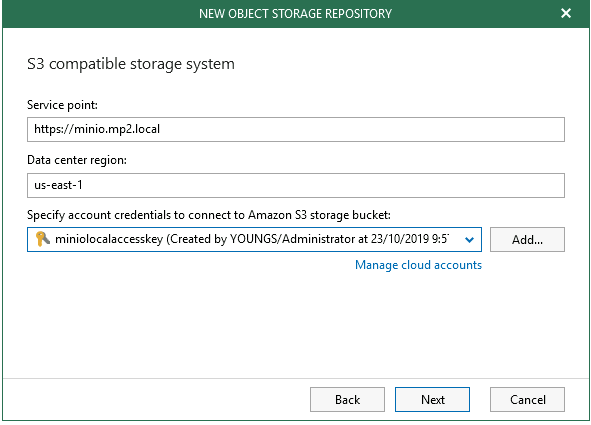 NEW OBJECT STORAGE REPOSITORY
S3 compatible storage system
Service point:
https://minio.mp2.local
Data center region:
us-east-1
Specify account credentials to connect to Amazon S3 storage bucket:
miniolocalaccesskey (Created by YOUNGS/Administrator at 23/10/2019 9:57
Add...
Manage cloud accounts
Back
Next
Cancel